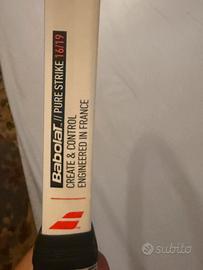 Babolat // PURE STRIKE 16/19
CREATE & CONTROL
ENGINEERED IN FRANCE
subito